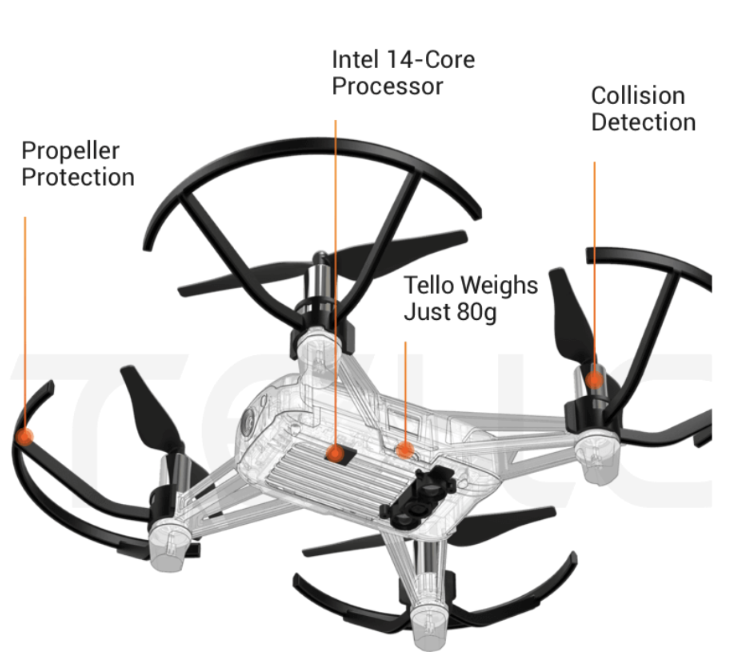 Intel 14-Core
Processor
Collision
Detection
Propeller
Protection
Tello Weighs
Just 80g